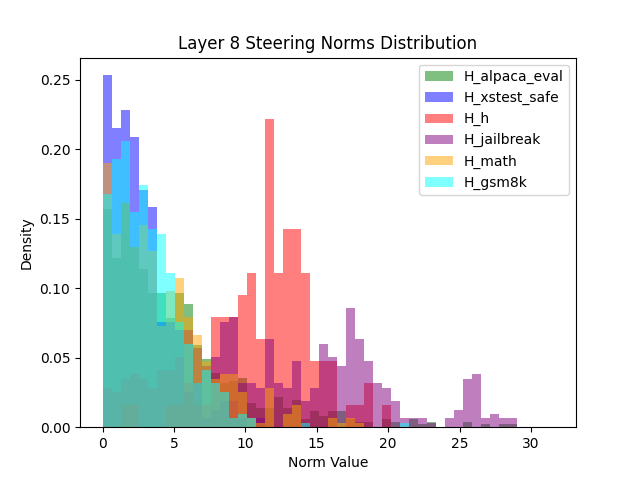 Layer 8 Steering Norms Distribution
Density
0.25
0.20
0.15
0.10
0.05
0.00
H_alpaca_eval
H_xstest_safe
H_h
H_jailbreak
H_math
H_gsm8k
0 5 10 15 20 25 30
Norm Value